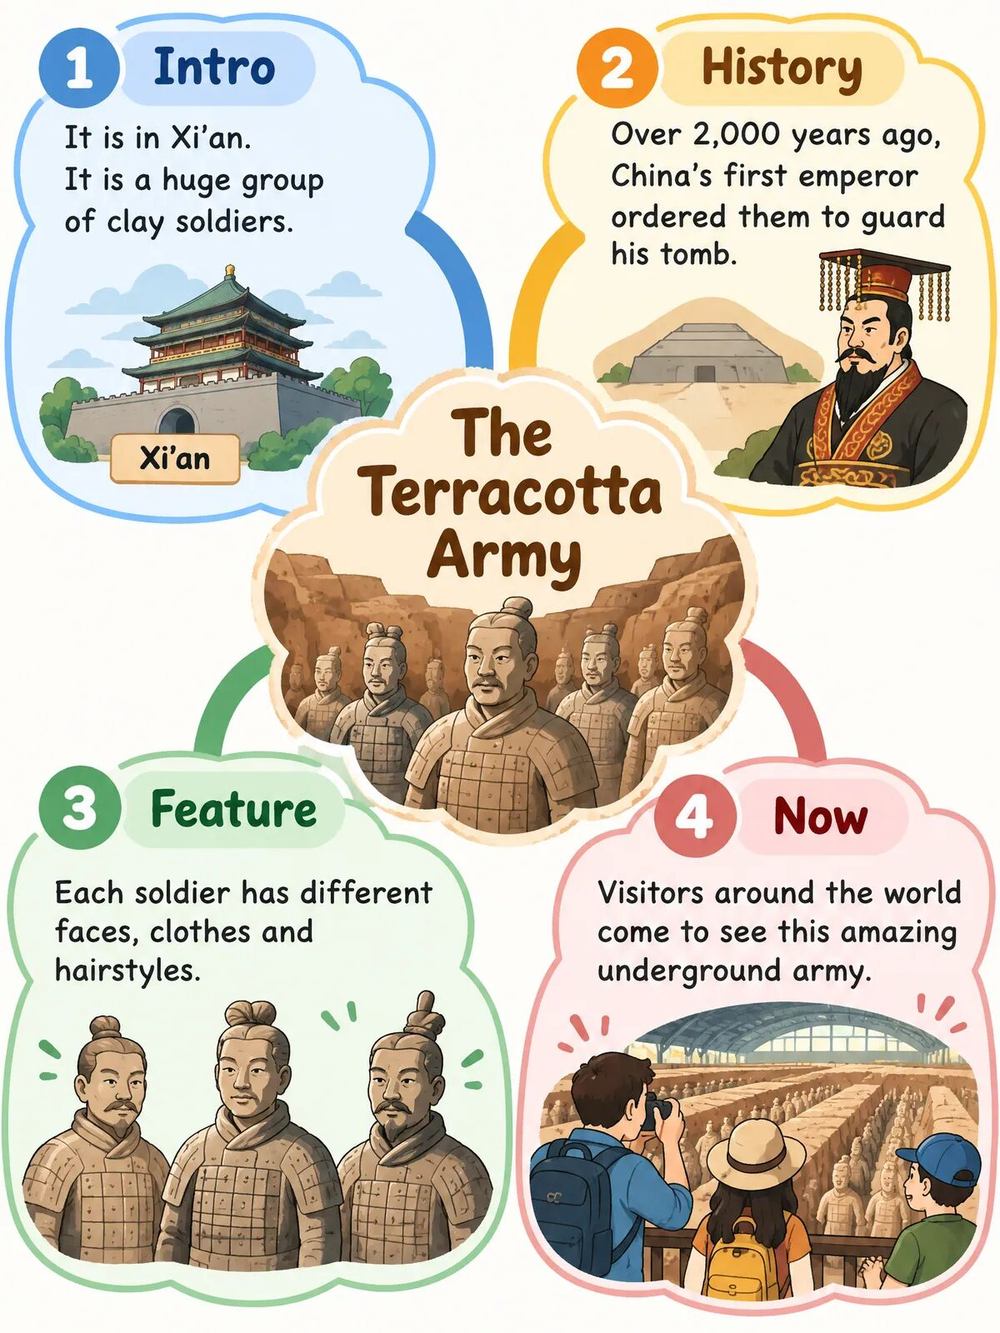 1 Intro
It is in Xi'an.
It is a huge group
of clay soldiers.
Xi'an
2 History
Over 2,000 years ago,
China's first emperor
ordered them to guard
his tomb.
The
Terracotta
Army
3 Feature
Each soldier has different
faces, clothes and
hairstyles.
4 Now
Visitors around the world
come to see this amazing
underground army.